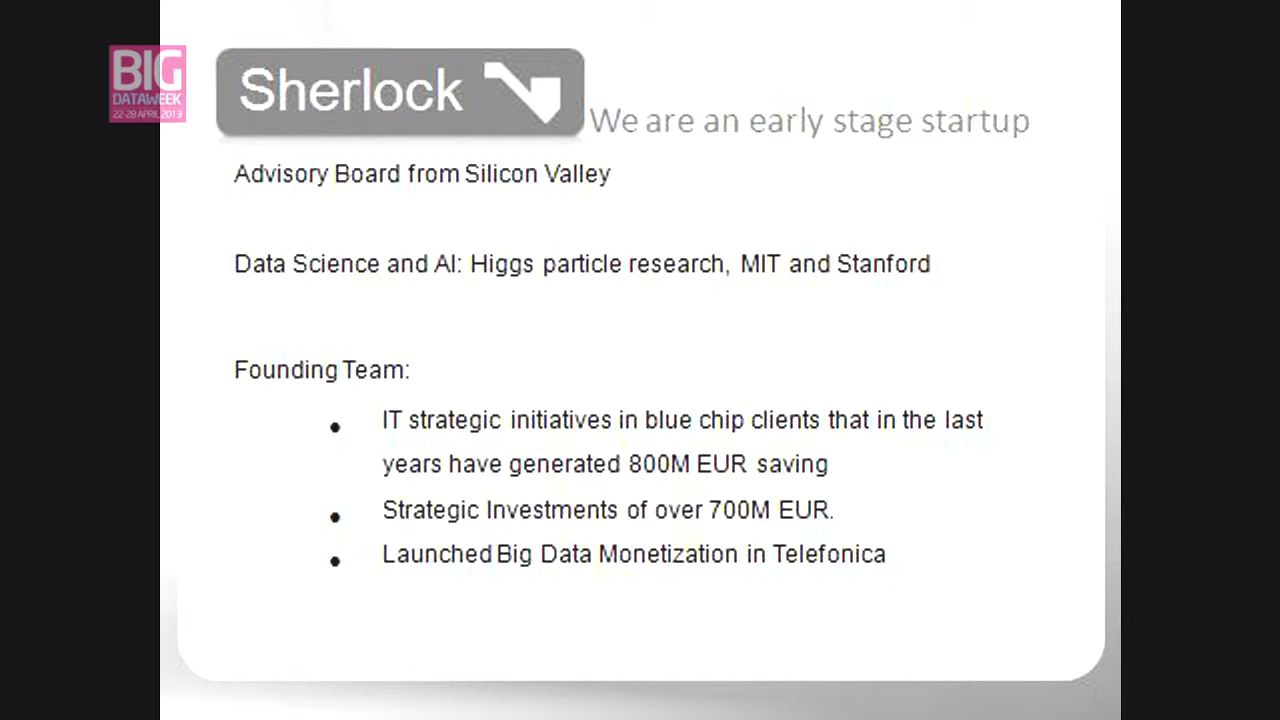 BIG
DATAWEEK
22-28 APRIL 2013
Sherlock
We are an early stage startup
Advisory Board from Silicon Valley
Data Science and AI: Higgs particle research, MIT and Stanford
Founding Team:
• IT strategic initiatives in blue chip clients that in the last
years have generated 800M EUR saving
• Strategic Investments of over 700M EUR.
• Launched Big Data Monetization in Telefonica